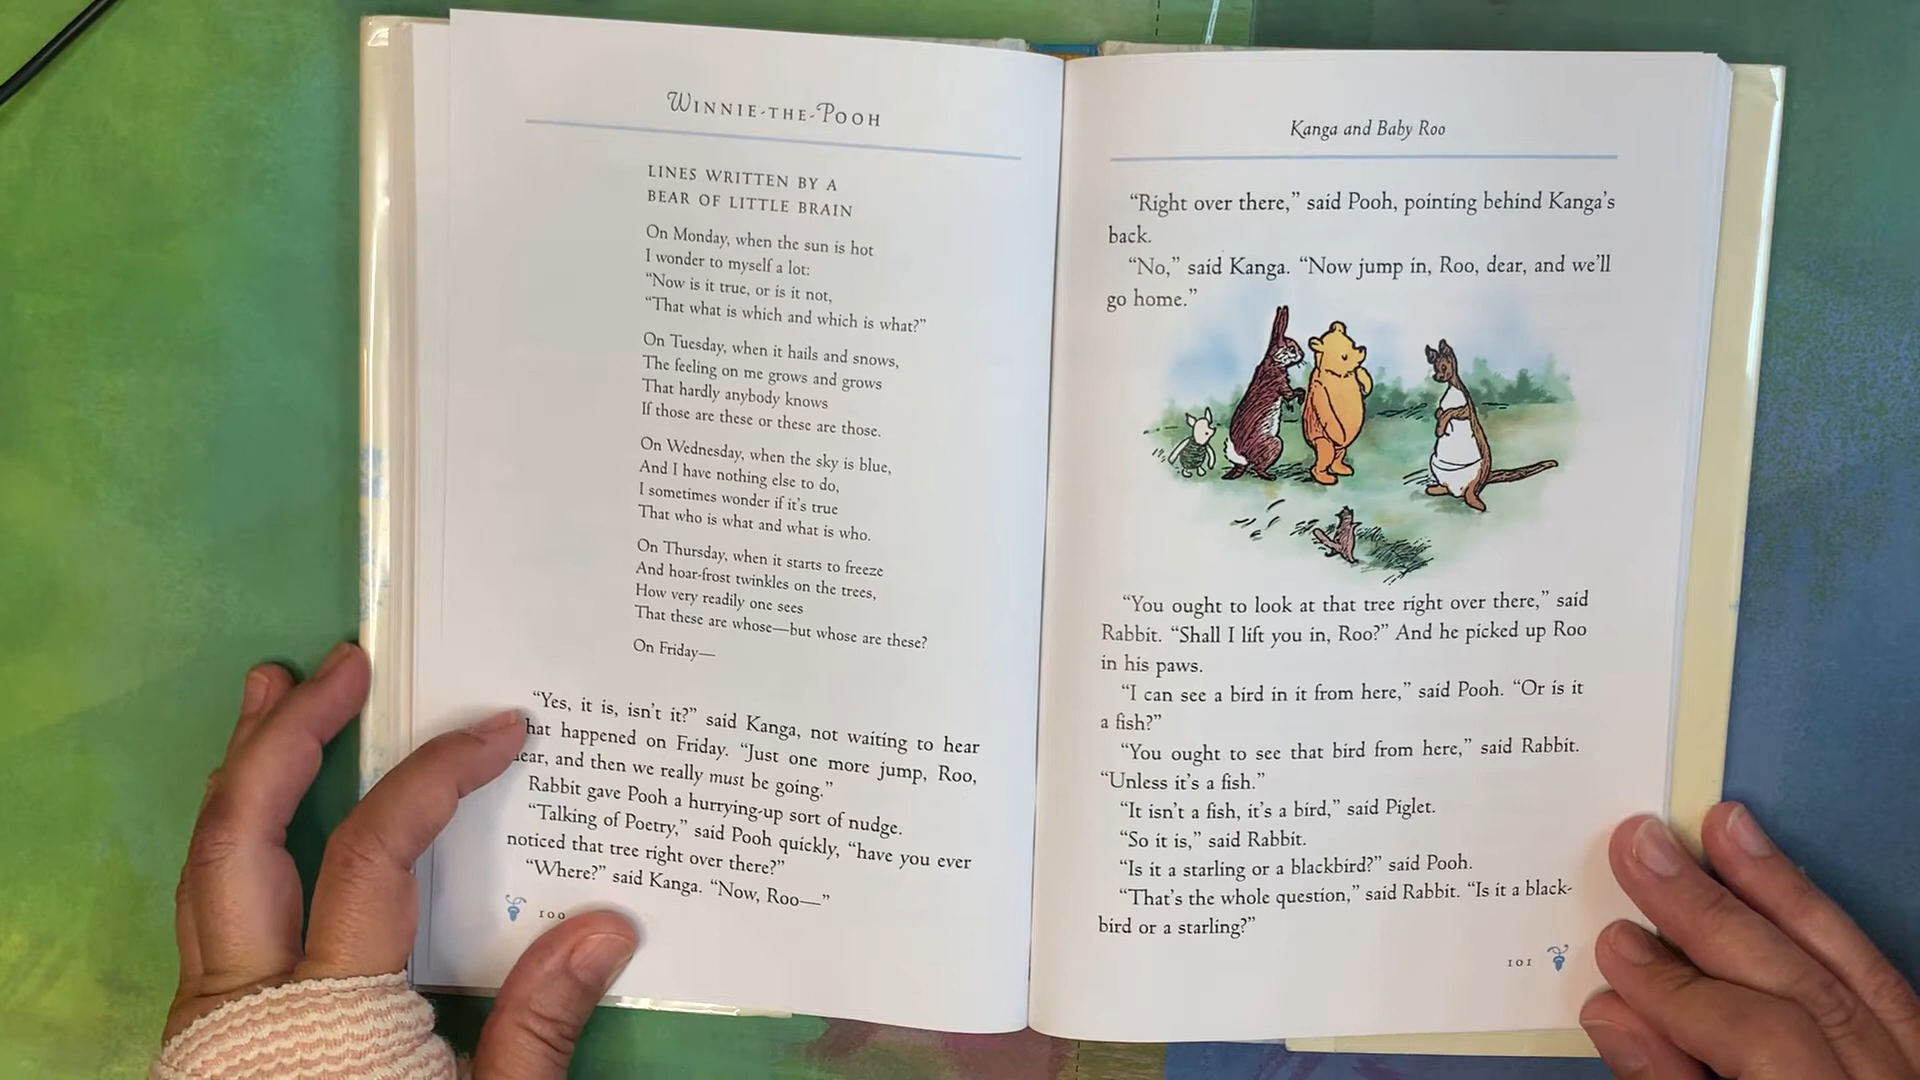 WINNIE-THE-POOH
LINES WRITTEN BY A
BEAR OF LITTLE BRAIN
On Monday, when the sun is hot
I wonder to myself a lot:
“Now is it true, or is it not,
“That what is which and which is what?”
On Tuesday, when it hails and snows,
The feeling on me grows and grows
That hardly anybody knows
If those are these or these are those.
On Wednesday, when the sky is blue,
And I have nothing else to do,
I sometimes wonder if it's true
That who is what and what is who.
On Thursday, when it starts to freeze
And hoar-frost twinkles on the trees,
How very readily one sees
That these are whose—but whose are these?
On Friday—
“Yes, it is, isn't it?” said Kanga, not waiting to hear
hat happened on Friday. “Just one more jump, Roo,
ear, and then we really must be going.”
Rabbit gave Pooh a hurrying-up sort of nudge.
“Talking of Poetry,” said Pooh quickly, “have you ever
noticed that tree right over there?”
“Where?” said Kanga. “Now, Roo—”
100
Kanga and Baby Roo
“Right over there,” said Pooh, pointing behind Kanga's
back.
“No,” said Kanga. “Now jump in, Roo, dear, and we'll
go home.”
“You ought to look at that tree right over there,” said
Rabbit. “Shall I lift you in, Roo?” And he picked up Roo
in his paws.
“I can see a bird in it from here,” said Pooh. “Or is it
a fish?”
“You ought to see that bird from here,” said Rabbit.
“Unless it's a fish.”
“It isn't a fish, it's a bird,” said Piglet.
“So it is,” said Rabbit.
“Is it a starling or a blackbird?” said Pooh.
“That's the whole question,” said Rabbit. “Is it a black-
bird or a starling?”
101